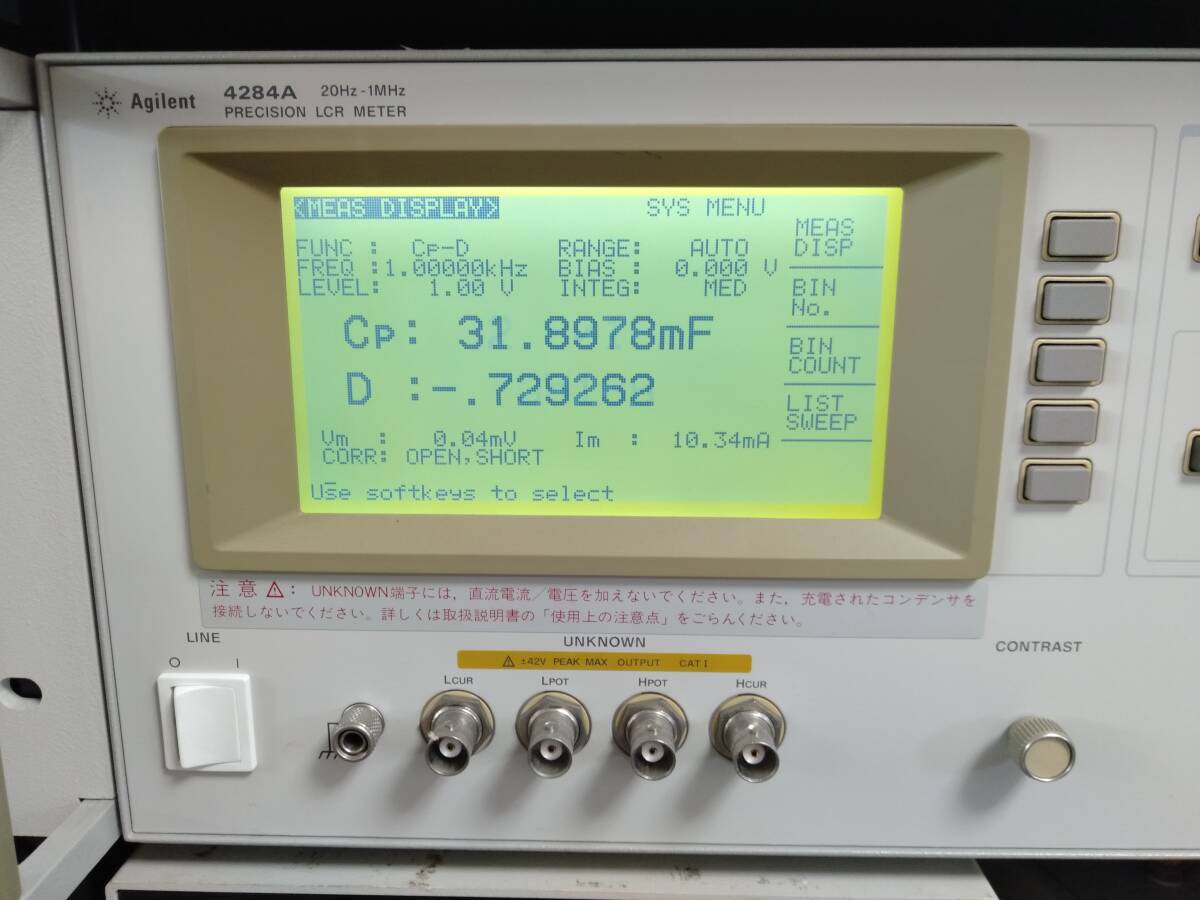 Agilent 4284A 20Hz-1MHz
PRECISION LCR METER
<MEAS DISPLAY> SYS MENU
FUNC : Cp-D RANGE: AUTO
FREQ :1.00000kHz BIAS : 0.000 V
LEVEL: 1.00 V INTEG: MED
MEAS
DISP
BIN
No.
BIN
COUNT
LIST
SWEEP
Cp: 31.8978mF
D :-.729262
Vm : 0.04mV Im : 10.34mA
CORR: OPEN,SHORT
Use softkeys to select
注意⚠: UNKNOWN端子には,直流電流/電圧を加えないでください。また,充電されたコンデンサを
接続しないでください。詳しくは取扱説明書の「使用上の注意点」をごらんください。
LINE
O I
UNKNOWN
⚠ ±42V PEAK MAX OUTPUT CAT I
LCUR LPOT HPOT HCUR
CONTRAST